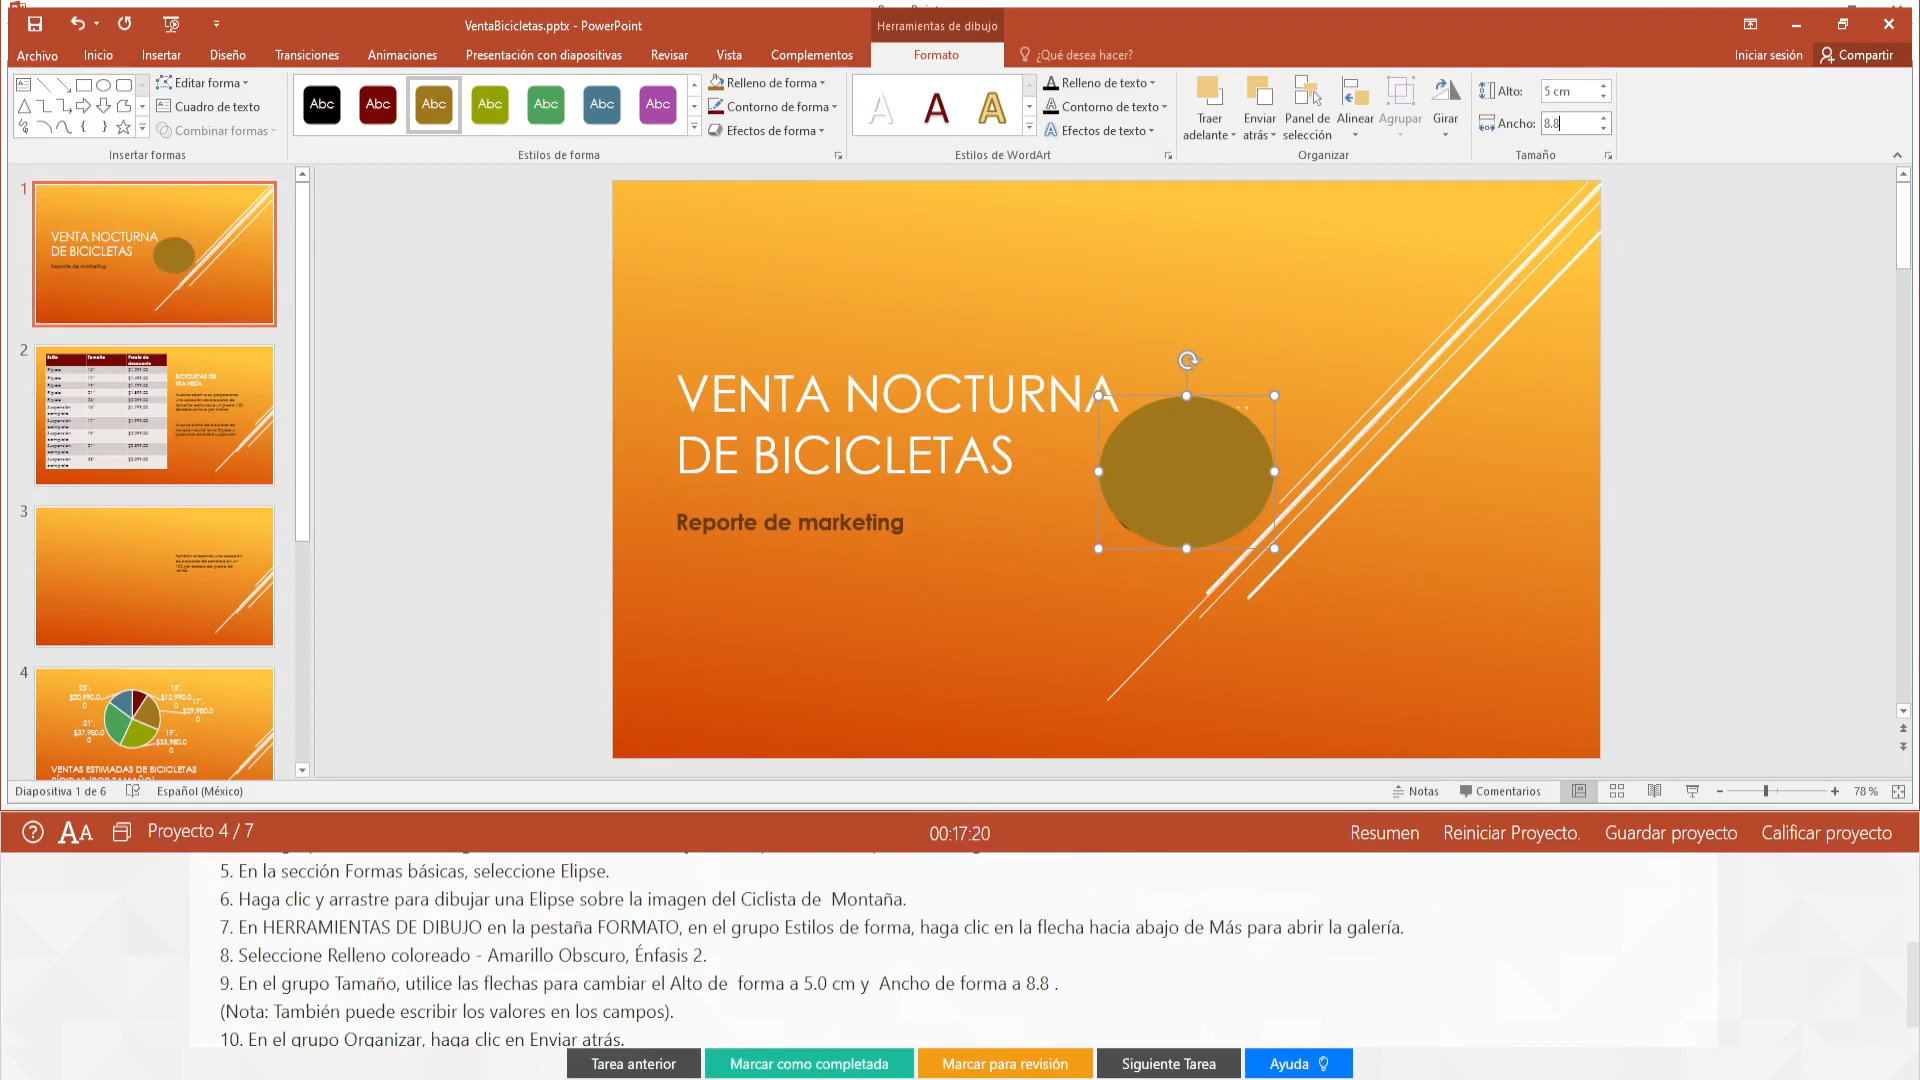 VentaBicicletas.pptx - PowerPoint
Herramientas de dibujo
Archivo
Inicio
Insertar
Diseño
Transiciones
Animaciones
Presentación con diapositivas
Revisar
Vista
Complementos
Formato
¿Qué desea hacer?
Iniciar sesión
Compartir
Editar forma
Cuadro de texto
Combinar formas
Insertar formas
Abc
Abc
Abc
Abc
Abc
Abc
Abc
Estilos de forma
Relleno de forma
Contorno de forma
Efectos de forma
A
A
A
Estilos de WordArt
Relleno de texto
Contorno de texto
Efectos de texto
Traer adelante
Enviar atrás
Panel de selección
Alinear
Agrupar
Girar
Organizar
Alto: 5 cm
Ancho: 8.8
Tamaño
1
VENTA NOCTURNA
DE BICICLETAS
Reporte de marketing
2
BICICLETAS DE
TRAVESÍA
3
4
VENTAS ESTIMADAS DE BICICLETAS
VENTA NOCTURNA
DE BICICLETAS
Reporte de marketing
Diapositiva 1 de 6
Español (México)
Notas
Comentarios
78 %
Proyecto 4 / 7
00:17:20
Resumen
Reiniciar Proyecto.
Guardar proyecto
Calificar proyecto
5. En la sección Formas básicas, seleccione Elipse.
6. Haga clic y arrastre para dibujar una Elipse sobre la imagen del Ciclista de  Montaña.
7. En HERRAMIENTAS DE DIBUJO en la pestaña FORMATO, en el grupo Estilos de forma, haga clic en la flecha hacia abajo de Más para abrir la galería.
8. Seleccione Relleno coloreado - Amarillo Obscuro, Énfasis 2.
9. En el grupo Tamaño, utilice las flechas para cambiar el Alto de  forma a 5.0 cm y  Ancho de forma a 8.8 .
(Nota: También puede escribir los valores en los campos).
10. En el grupo Organizar, haga clic en Enviar atrás.
Tarea anterior
Marcar como completada
Marcar para revisión
Siguiente Tarea
Ayuda